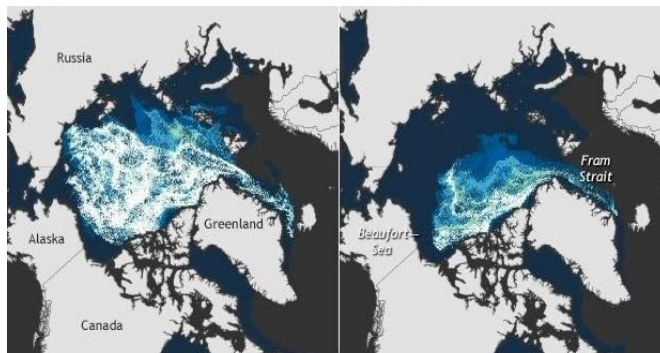 Russia
Alaska
Canada
Greenland
Fram
Strait
Beaufort
Sea